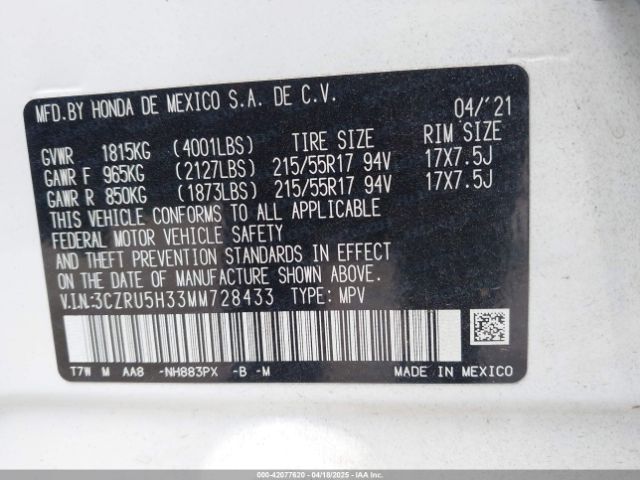 MFD.BY HONDA DE MEXICO S.A. DE C.V.
04/'21
GVWR 1815KG (4001LBS) TIRE SIZE RIM SIZE
GAWR F 965KG (2127LBS) 215/55R17 94V 17X7.5J
GAWR R 850KG (1873LBS) 215/55R17 94V 17X7.5J
THIS VEHICLE CONFORMS TO ALL APPLICABLE
FEDERAL MOTOR VEHICLE SAFETY
AND THEFT PREVENTION STANDARDS IN EFFECT
ON THE DATE OF MANUFACTURE SHOWN ABOVE.
V.I.N:3CZRU5H33MM728433 TYPE: MPV
T7W M AA8 -NH883PX -B -M
MADE IN MEXICO
000-42077620 - 04/18/2025 - IAAI.COM